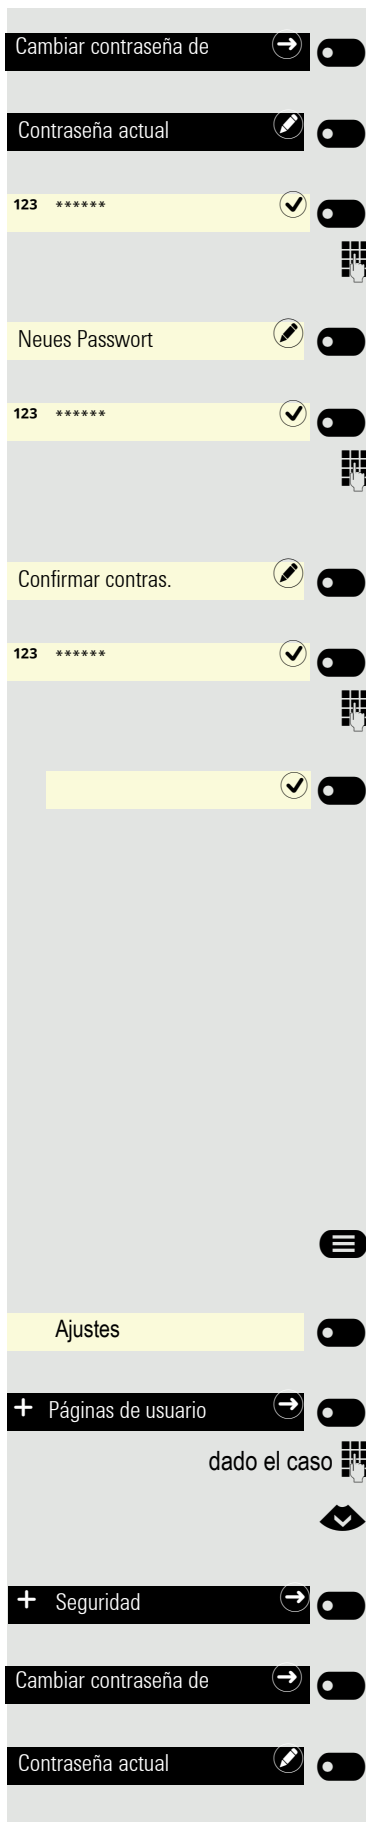 Cambiar contraseña de
Contraseña actual
123 ******
Neues Passwort
123 ******
Confirmar contras.
123 ******
Ajustes
+ Páginas de usuario
dado el caso
+ Seguridad
Cambiar contraseña de
Contraseña actual